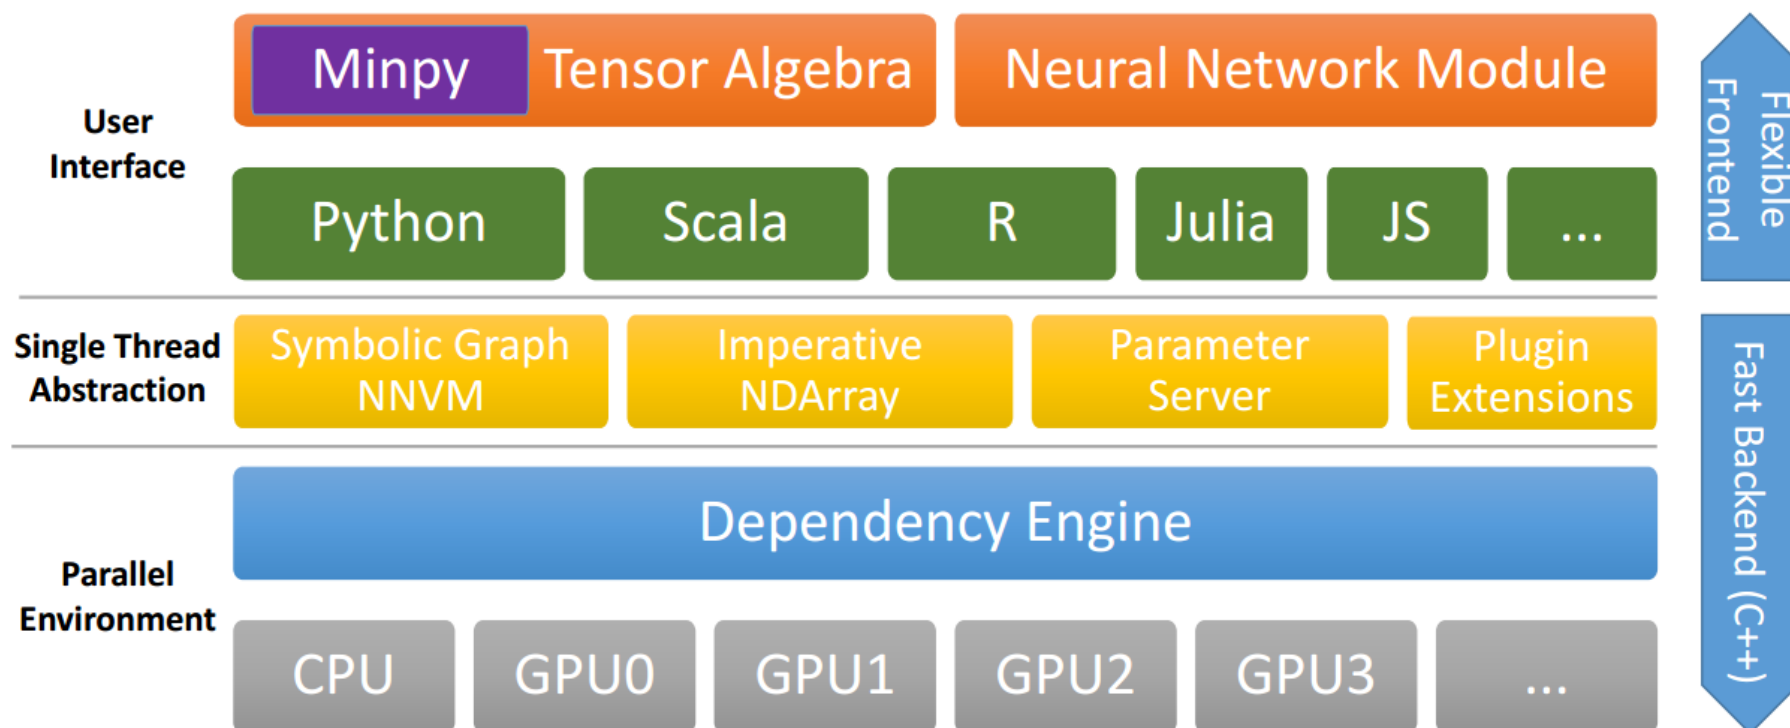 Minpy Tensor Algebra
Neural Network Module
User
Interface
Python
Scala
R
Julia
JS
...
Flexible
Frontend
Single Thread
Abstraction
Symbolic Graph
NNVM
Imperative
NDArray
Parameter
Server
Plugin
Extensions
Dependency Engine
Parallel
Environment
CPU
GPU0
GPU1
GPU2
GPU3
...
Fast Backend (C++)